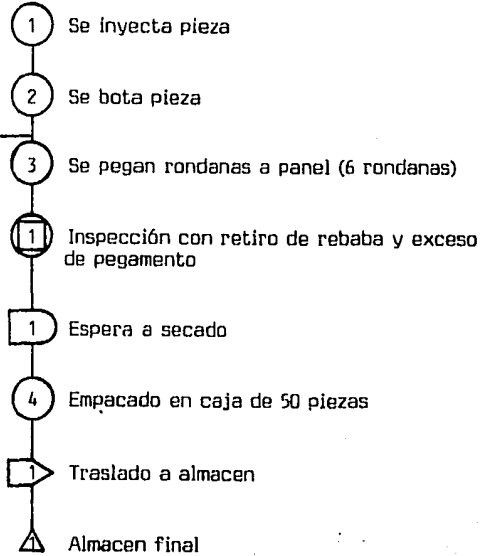 1 Se inyecta pieza
2 Se bota pieza
3 Se pegan rondanas a panel (6 rondanas)
1 Inspección con retiro de rebaba y exceso
de pegamento
1 Espera a secado
4 Empacado en caja de 50 piezas
1 Traslado a almacen
1 Almacen final